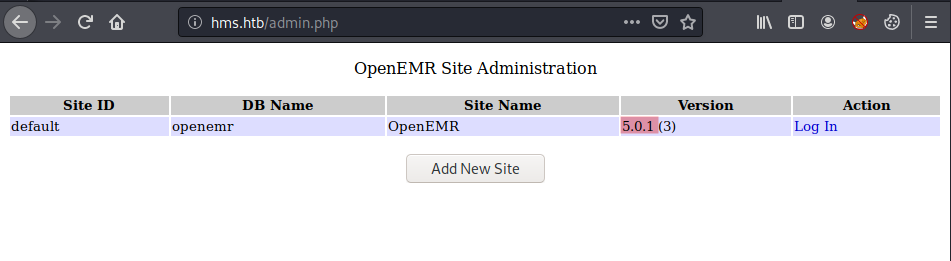 hms.htb/admin.php
OpenEMR Site Administration
Site ID DB Name Site Name Version Action
default openemr OpenEMR 5.0.1 (3) Log In
Add New Site